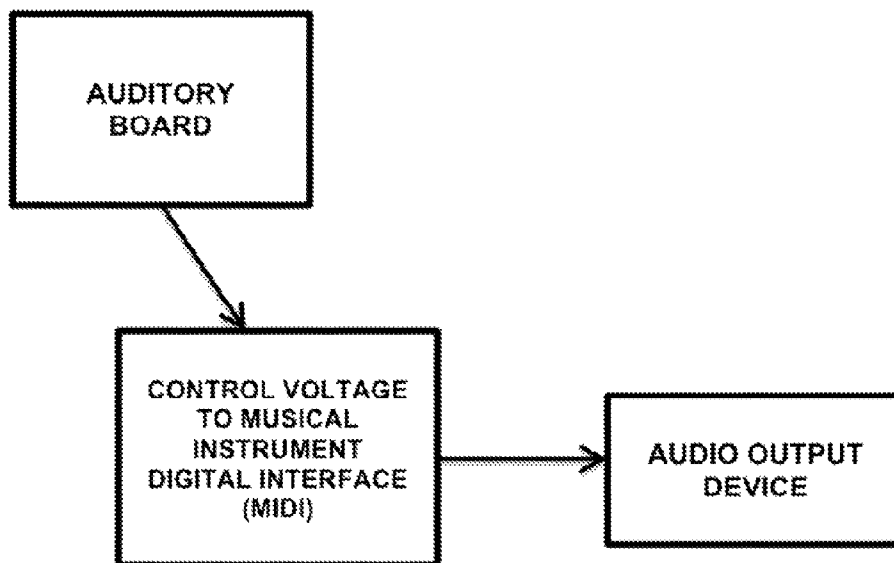 AUDITORY
BOARD
CONTROL VOLTAGE
TO MUSICAL
INSTRUMENT
DIGITAL INTERFACE
(MIDI)
AUDIO OUTPUT
DEVICE